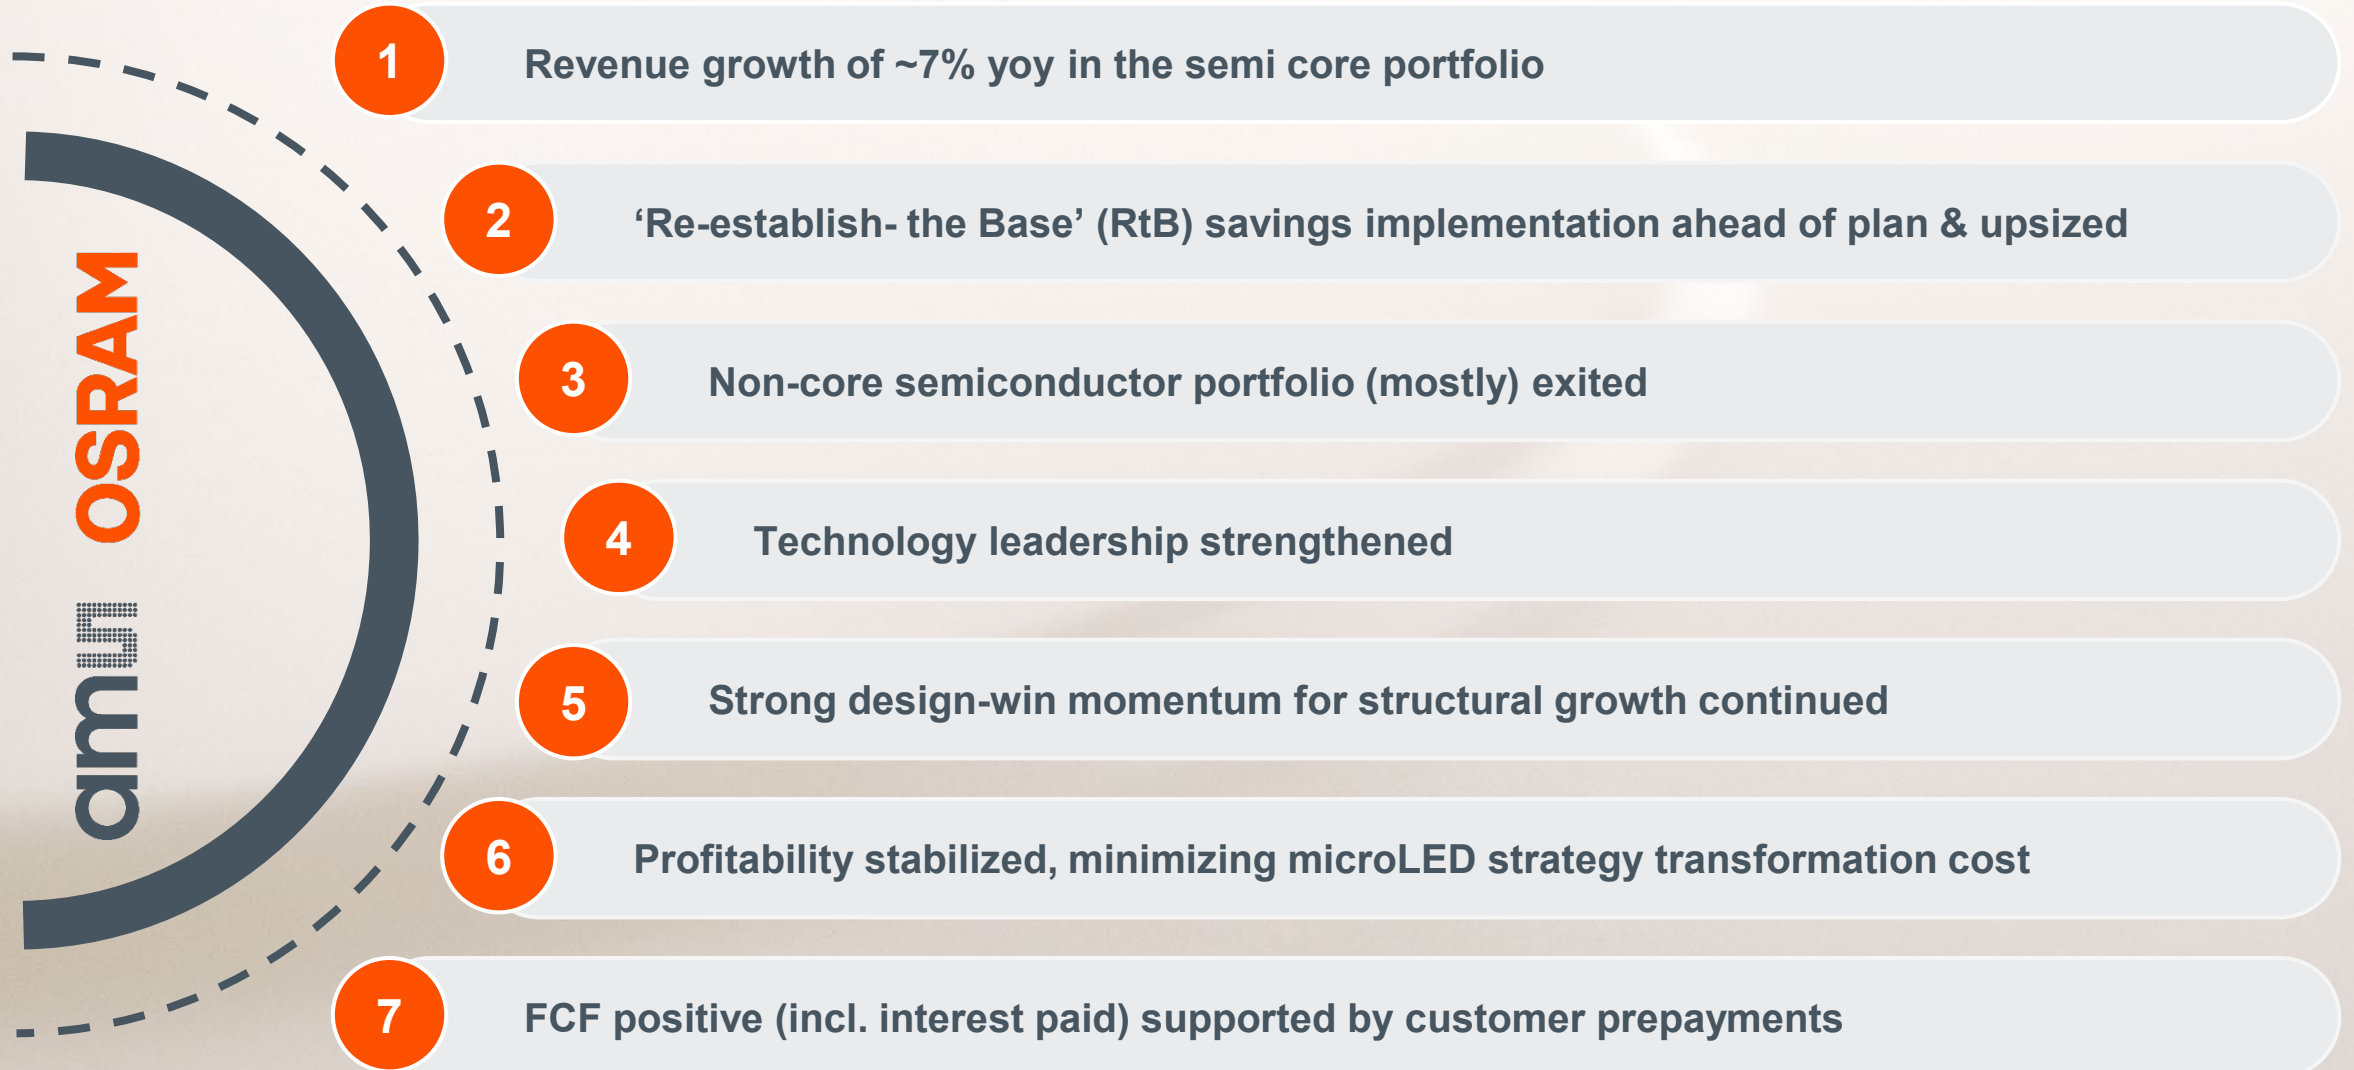 1
Revenue growth of ~7% yoy in the semi core portfolio
2
‘Re-establish- the Base’ (RtB) savings implementation ahead of plan & upsized
3
Non-core semiconductor portfolio (mostly) exited
4
Technology leadership strengthened
5
Strong design-win momentum for structural growth continued
6
Profitability stabilized, minimizing microLED strategy transformation cost
7
FCF positive (incl. interest paid) supported by customer prepayments
amu OSRAM